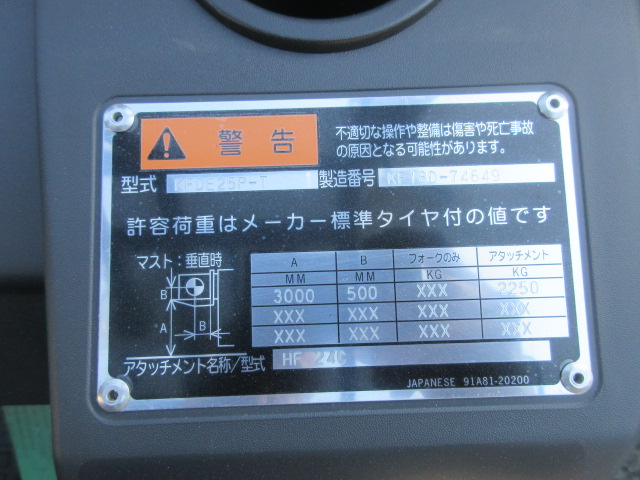 警告
不適切な操作や整備は傷害や死亡事故
の原因となる可能性があります。
型式
製造番号
許容荷重はメーカー標準タイヤ付の値です
マスト：垂直時
A B フォークのみ アタッチメント
MM MM KG KG
3000 500 XXX 2250
XXX XXX XXX XXX
XXX XXX XXX XXX
B
A
B
アタッチメント名称/型式
JAPANESE 91A81-20200